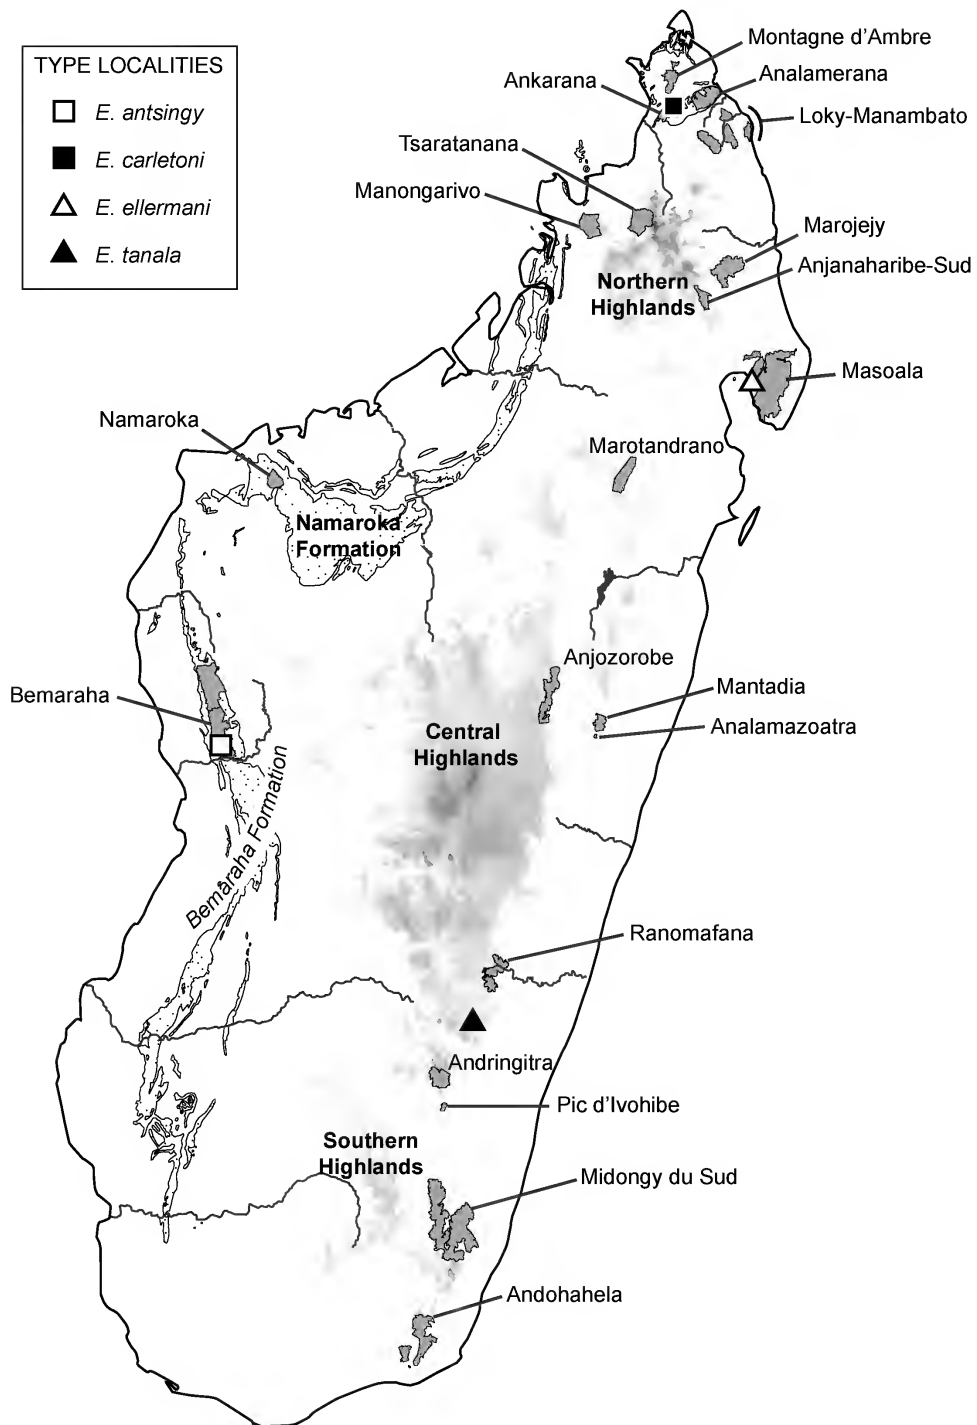 TYPE LOCALITIES
E. antsingy
E. carletoni
E. ellermani
E. tanala
Montagne d’Ambre
Ankarana
Analamerana
Loky-Manambato
Tsaratanana
Manongarivo
Marojejy
Anjanaharibe-Sud
Northern
Highlands
Masoala
Namaroka
Marotandrano
Namaroka
Formation
Anjozorobe
Bemaraha
Mantadia
Analamazoatra
Central
Highlands
Bemaraha Formation
Ranomafana
Andringitra
Pic d’Ivohibe
Southern
Highlands
Midongy du Sud
Andohahela